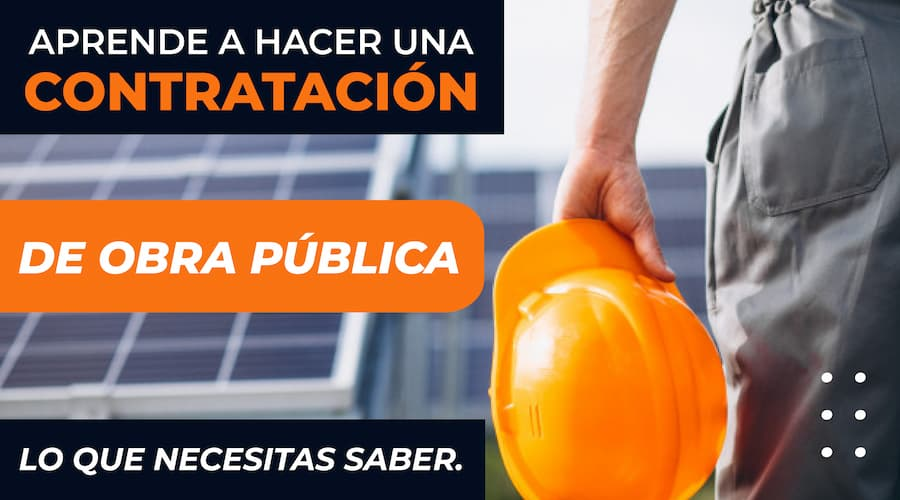 APRENDE A HACER UNA
CONTRATACIÓN
DE OBRA PÚBLICA
LO QUE NECESITAS SABER.